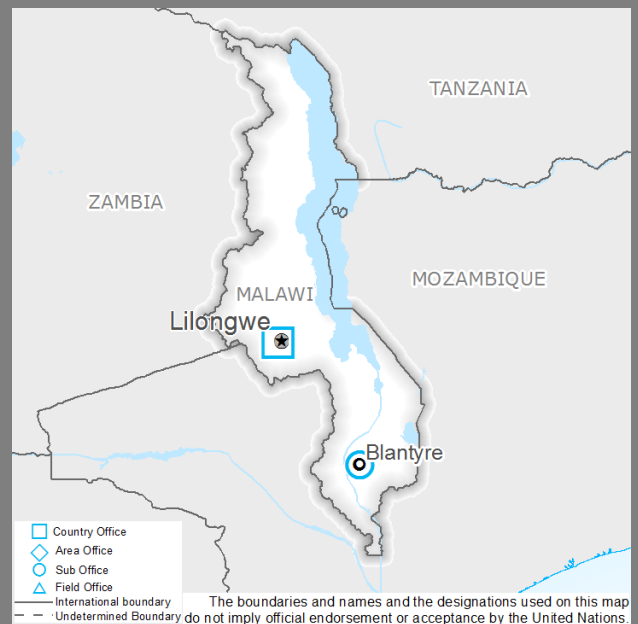 TANZANIA
ZAMBIA
MOZAMBIQUE
MALAWI
Lilongwe
Blantyre
Country Office
Area Office
Sub Office
Field Office
International boundary
Undetermined Boundary
The boundaries and names and the designations used on this map
do not imply official endorsement or acceptance by the United Nations.